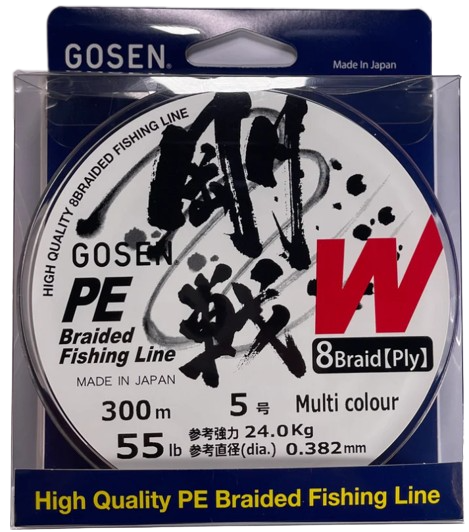 GOSEN®
Made In Japan
HIGH QUALITY 8BRAIDED FISHING LINE
剛戦
GOSEN
W
PE
Braided
Fishing Line
8Braid【Ply】
MADE IN JAPAN
300m 5号 Multi colour
55lb 参考強力 24.0Kg
参考直径(dia.) 0.382mm
High Quality PE Braided Fishing Line